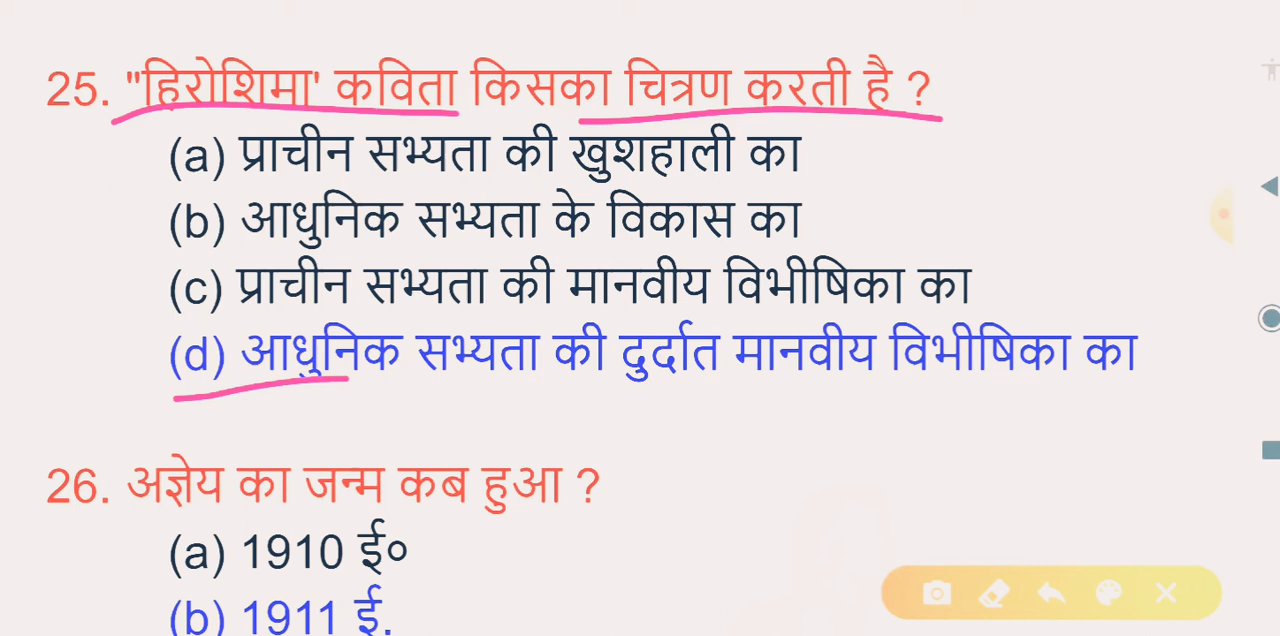 25. "हिरोशिमा' कविता किसका चित्रण करती है ?
(a) प्राचीन सभ्यता की खुशहाली का
(b) आधुनिक सभ्यता के विकास का
(c) प्राचीन सभ्यता की मानवीय विभीषिका का
(d) आधुनिक सभ्यता की दुर्दात मानवीय विभीषिका का
26. अज्ञेय का जन्म कब हुआ ?
(a) 1910 ई०
(b) 1911 ई.